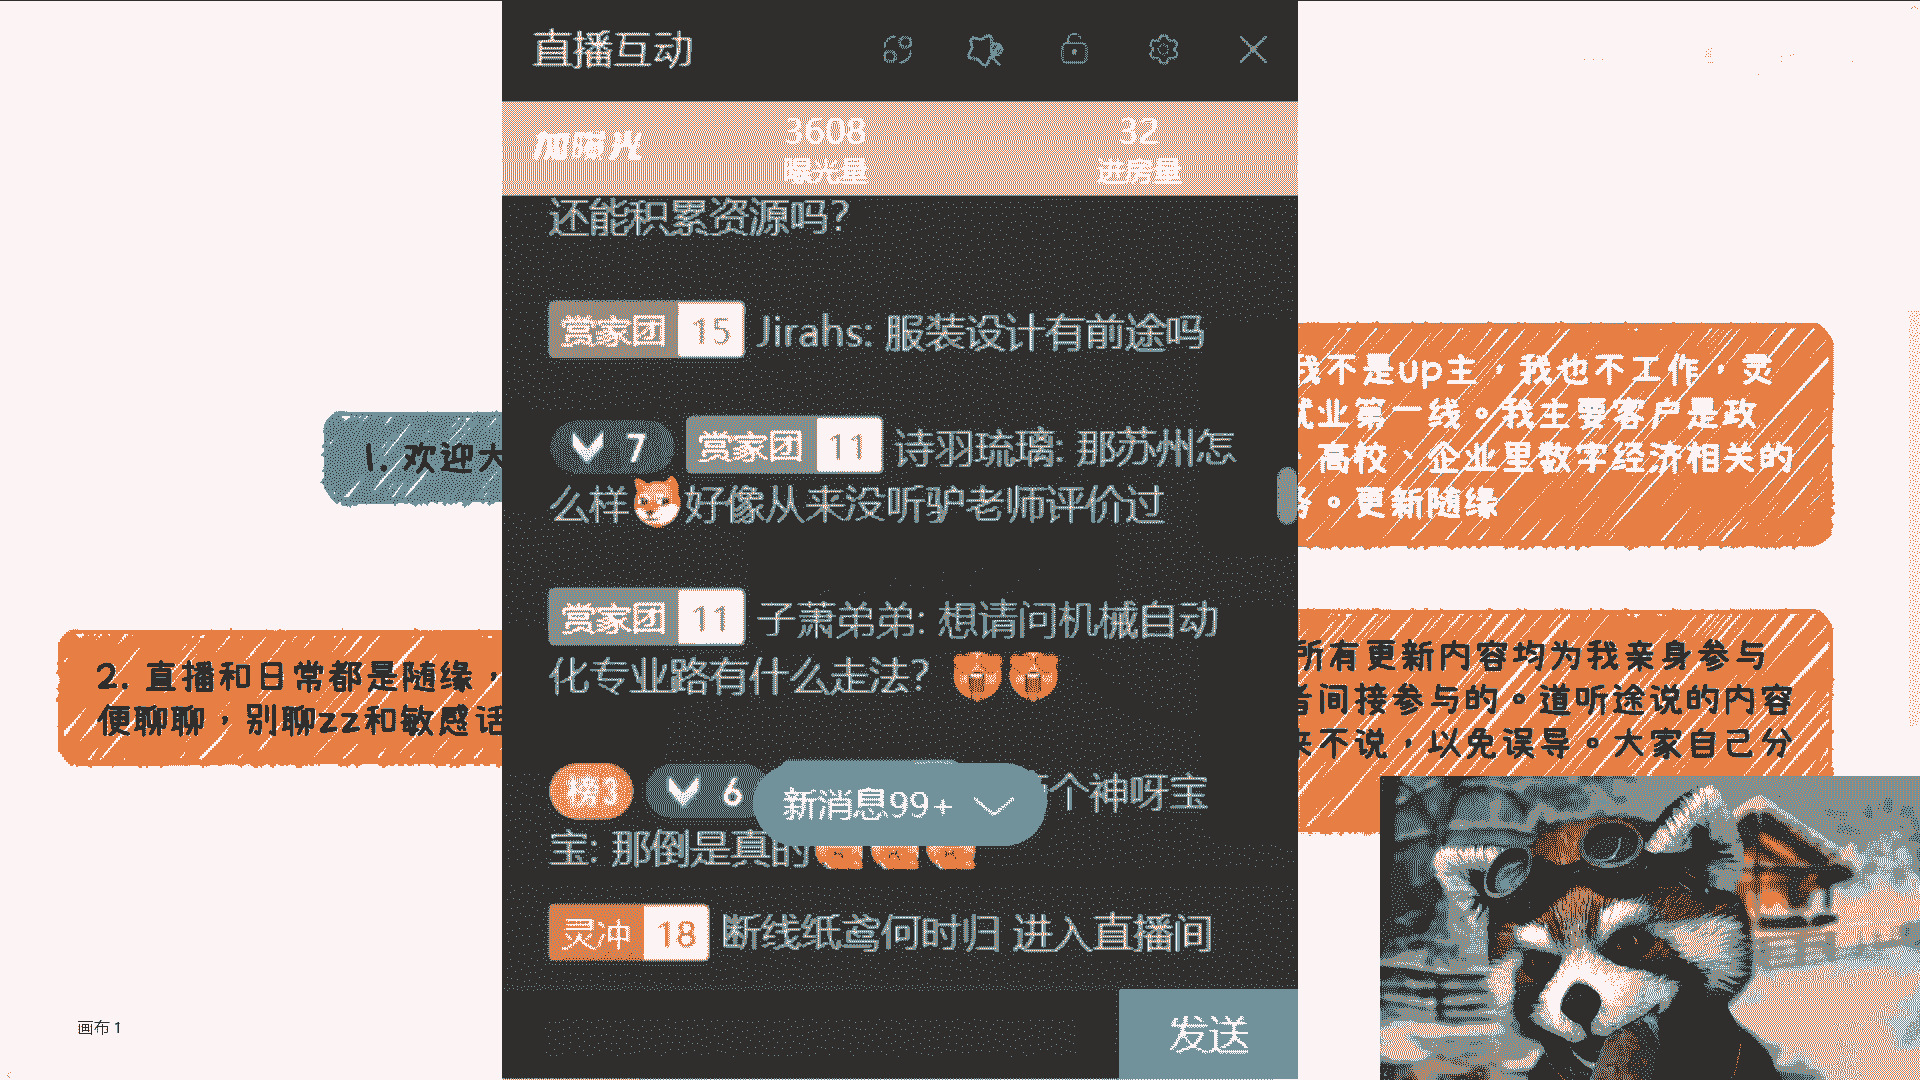 直播互动
加曝光
3608
曝光量
32
进房量
还能积累资源吗?
赏家团 15 Jirahs: 服装设计有前途吗
7 赏家团 11 诗羽琉璃: 那苏州怎
么样 好像从来没听驴老师评价过
赏家团 11 子萧弟弟: 想请问机械自动
化专业路有什么走法?
榜3 6 个神呀宝
宝: 那倒是真的
新消息99+
灵冲 18 断线纸鸢何时归 进入直播间
发送
1. 欢迎大
2. 直播和日常都是随缘，
便聊聊，别聊zz和敏感话
我不是up主，我也不工作，灵
就业第一线。我主要客户是政
、高校、企业里数字经济相关的
务。更新随缘
所有更新内容均为我亲身参与
者间接参与的。道听途说的内容
来不说，以免误导。大家自己分
画布 1